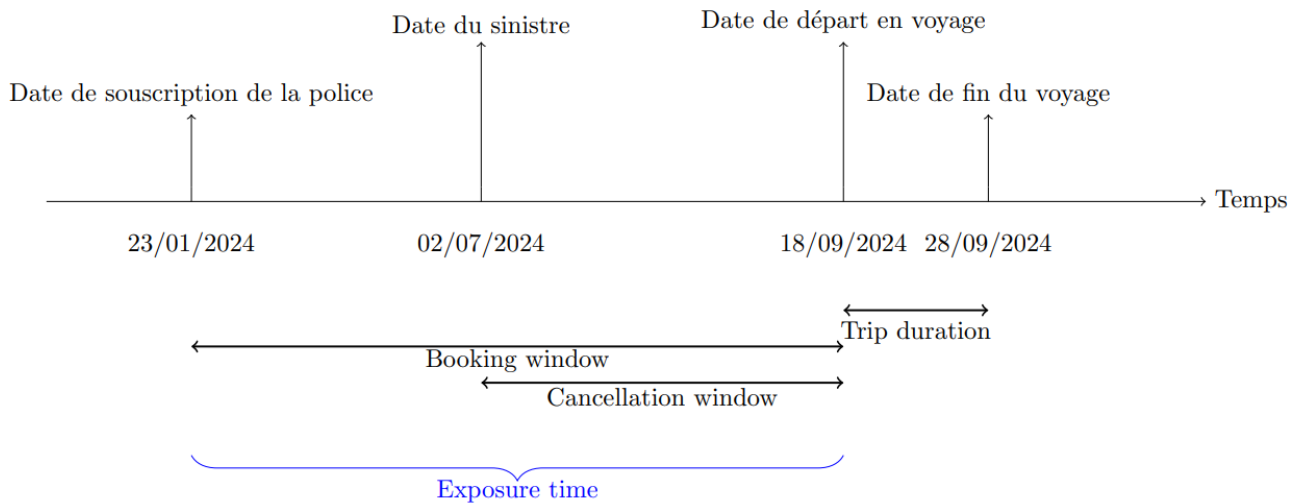 Date du sinistre
Date de départ en voyage
Date de souscription de la police
Date de fin du voyage
Temps
23/01/2024
02/07/2024
18/09/2024
28/09/2024
Trip duration
Booking window
Cancellation window
Exposure time